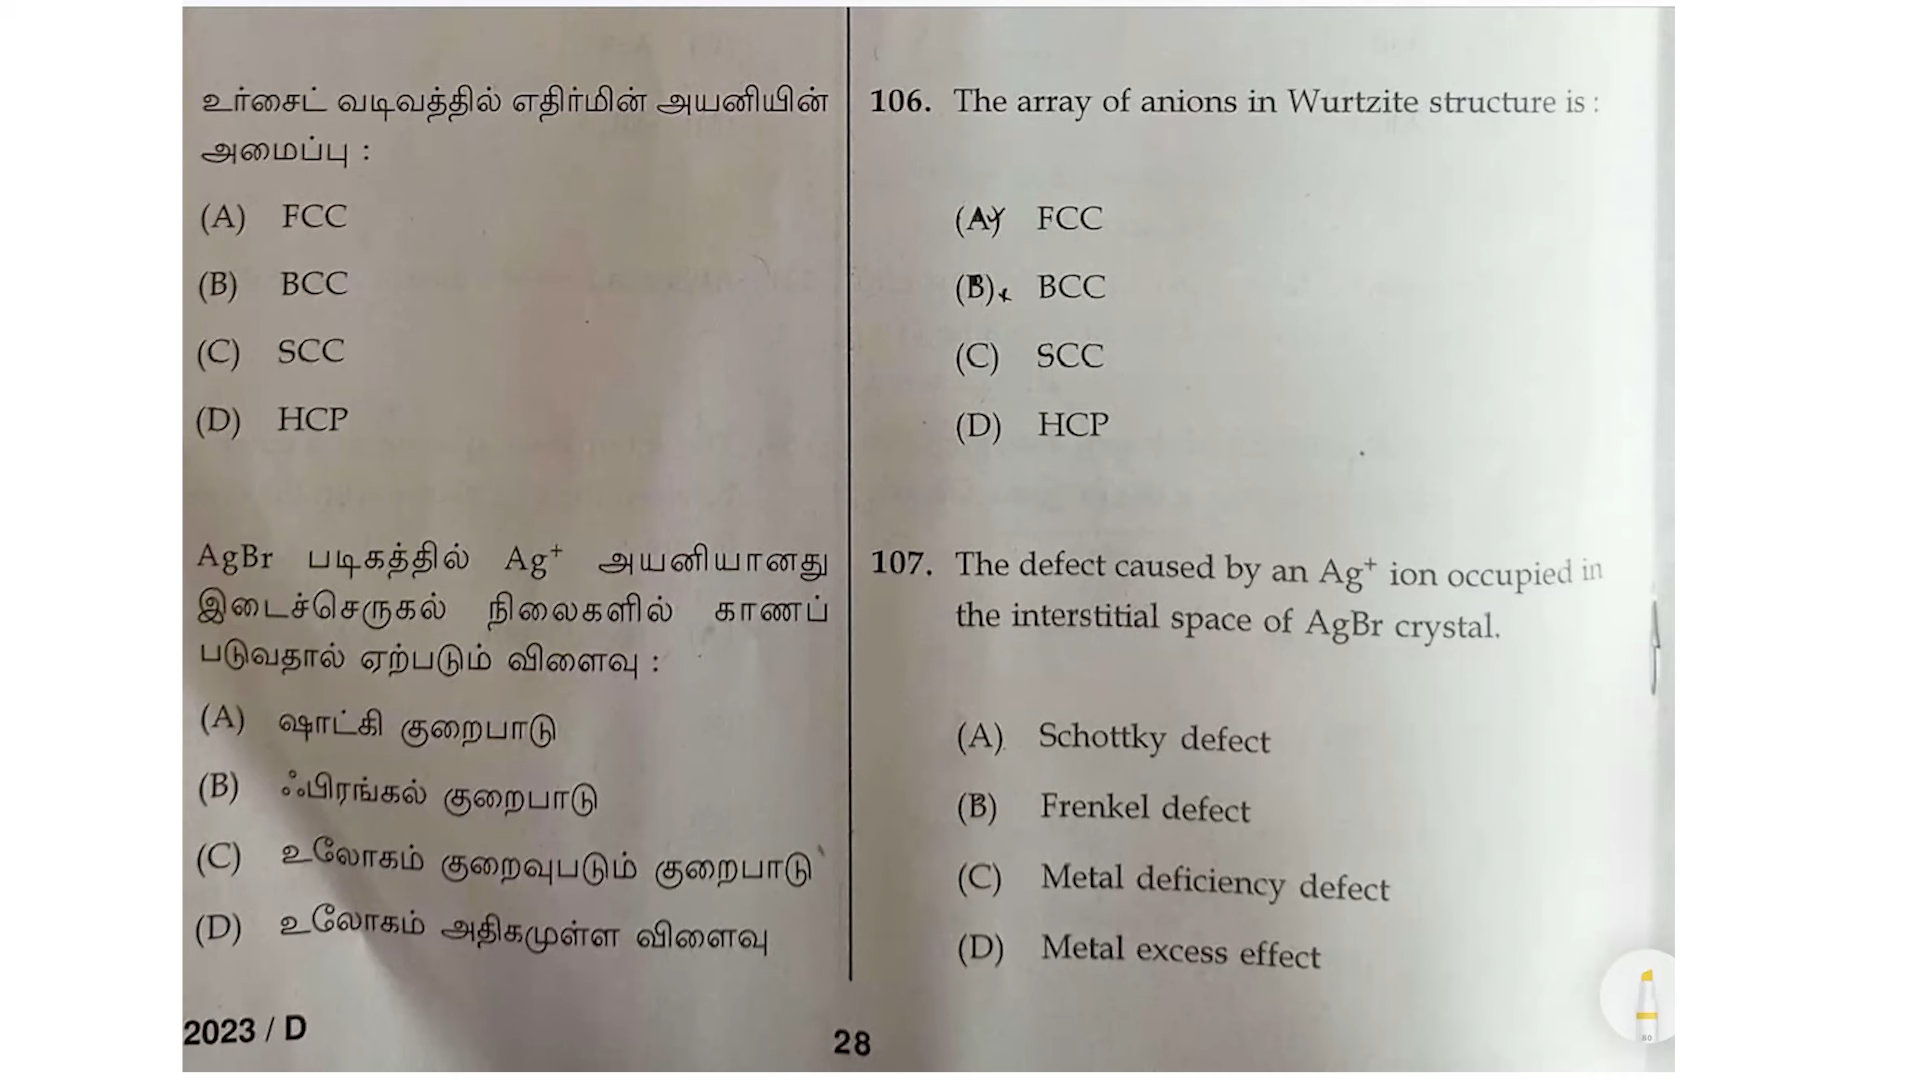 உர்சைட் வடிவத்தில் எதிர்மின் அயனியின்
அமைப்பு :
(A) FCC
(B) BCC
(C) SCC
(D) HCP
AgBr படிகத்தில் Ag⁺ அயனியானது
இடைச்செருகல் நிலைகளில் காணப்
படுவதால் ஏற்படும் விளைவு :
(A) ஷாட்கி குறைபாடு
(B) ஃபிரங்கல் குறைபாடு
(C) உலோகம் குறைவுபடும் குறைபாடு
(D) உலோகம் அதிகமுள்ள விளைவு
106. The array of anions in Wurtzite structure is :
(A) FCC
(B) BCC
(C) SCC
(D) HCP
107. The defect caused by an Ag⁺ ion occupied in
the interstitial space of AgBr crystal.
(A) Schottky defect
(B) Frenkel defect
(C) Metal deficiency defect
(D) Metal excess effect
2023 / D
28
60